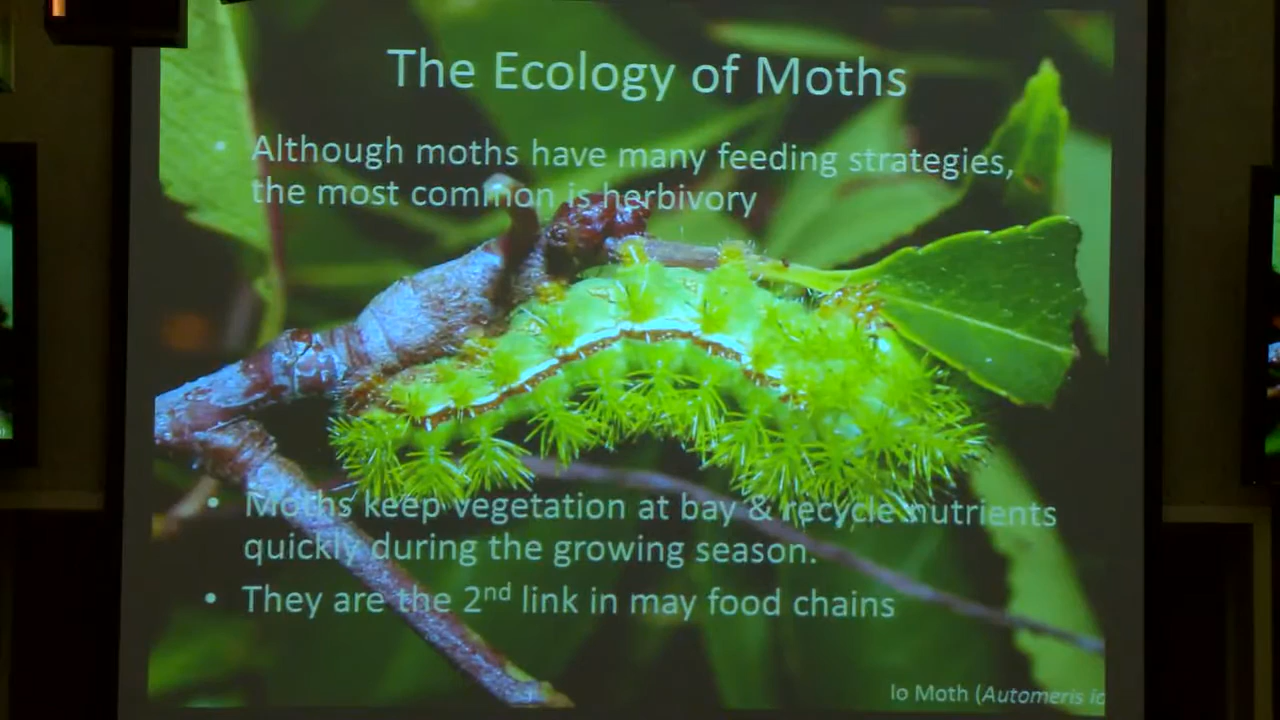 The Ecology of Moths
• Although moths have many feeding strategies,
the most common is herbivory
• Moths keep vegetation at bay & recycle nutrients
quickly during the growing season.
• They are the 2nd link in may food chains
Io Moth (Automeris io